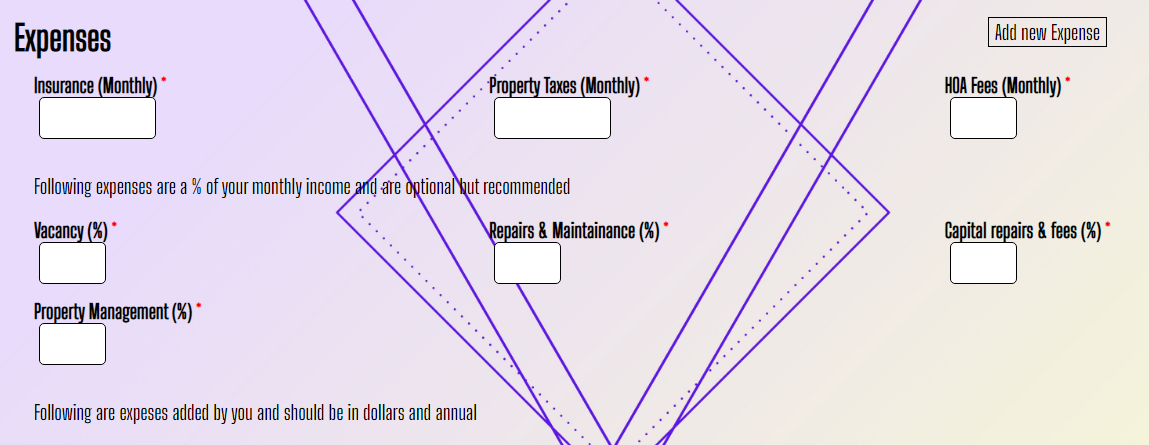 Expenses
Add new Expense
Insurance (Monthly) *
Property Taxes (Monthly) *
HOA Fees (Monthly) *
Following expenses are a % of your monthly income and are optional but recommended
Vacancy (%) *
Repairs & Maintainance (%) *
Capital repairs & fees (%) *
Property Management (%) *
Following are expeses added by you and should be in dollars and annual